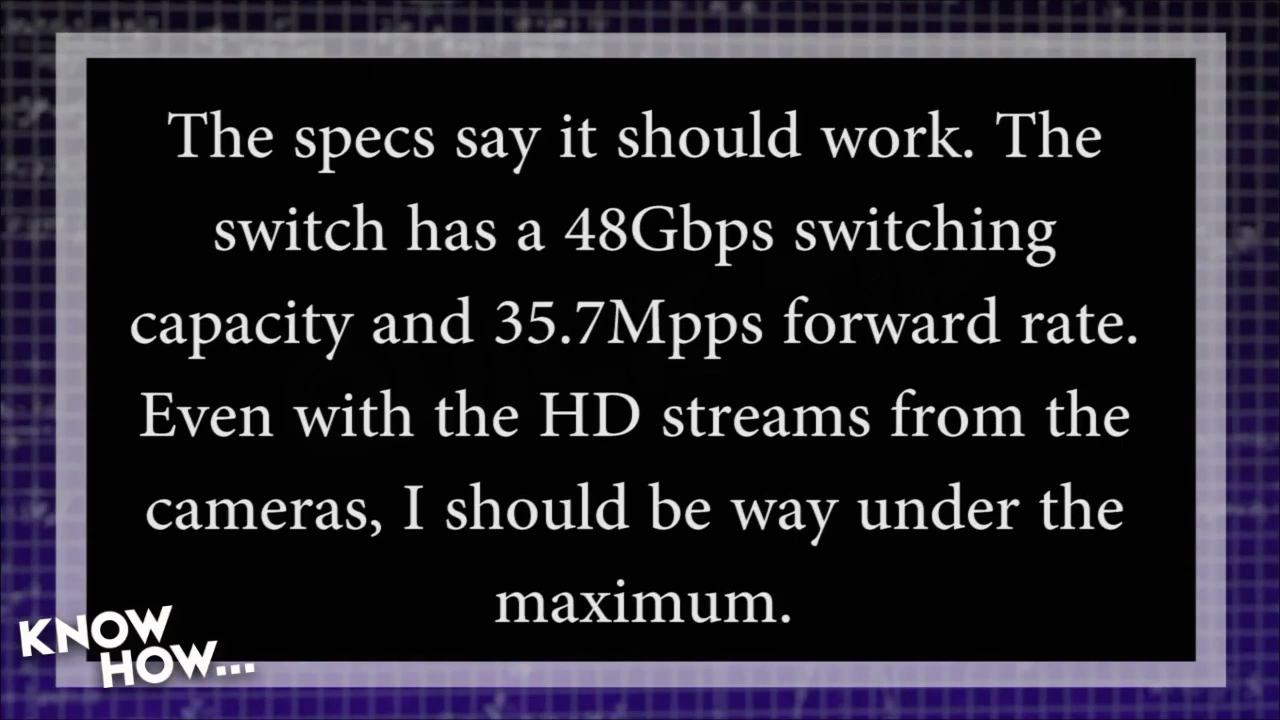 The specs say it should work. The
switch has a 48Gbps switching
capacity and 35.7Mpps forward rate.
Even with the HD streams from the
cameras, I should be way under the
maximum.
KNOW
HOW...